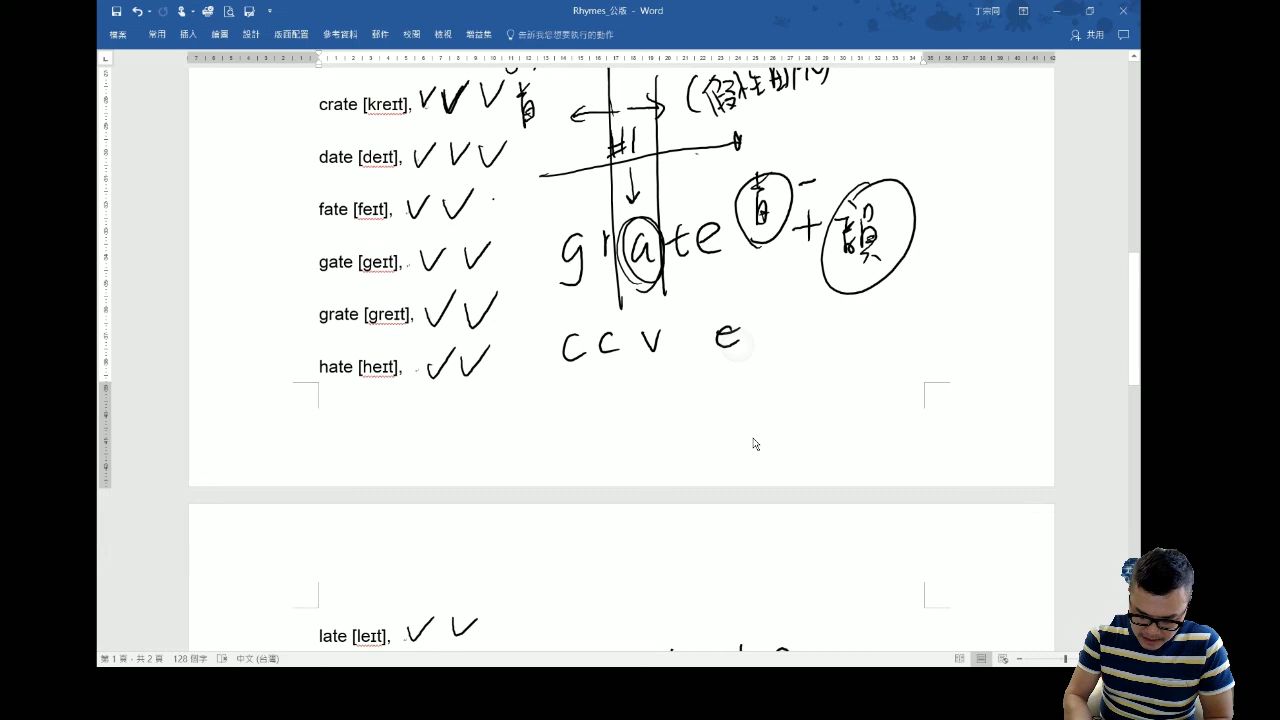 Rhymes_公版 - Word
丁宗同
檔案 常用 插入 繪圖 設計 版面配置 參考資料 郵件 校閱 檢視 增益集 告訴我您想要執行的動作 共用
crate [kreɪt],
首
(假性
#1
date [deɪt],
fate [feɪt],
grate 首 + 韻
gate [geɪt],
grate [greɪt],
c c v e
hate [heɪt],
late [leɪt],
第 1 頁，共 2 頁 128 個字 中文 (台灣)